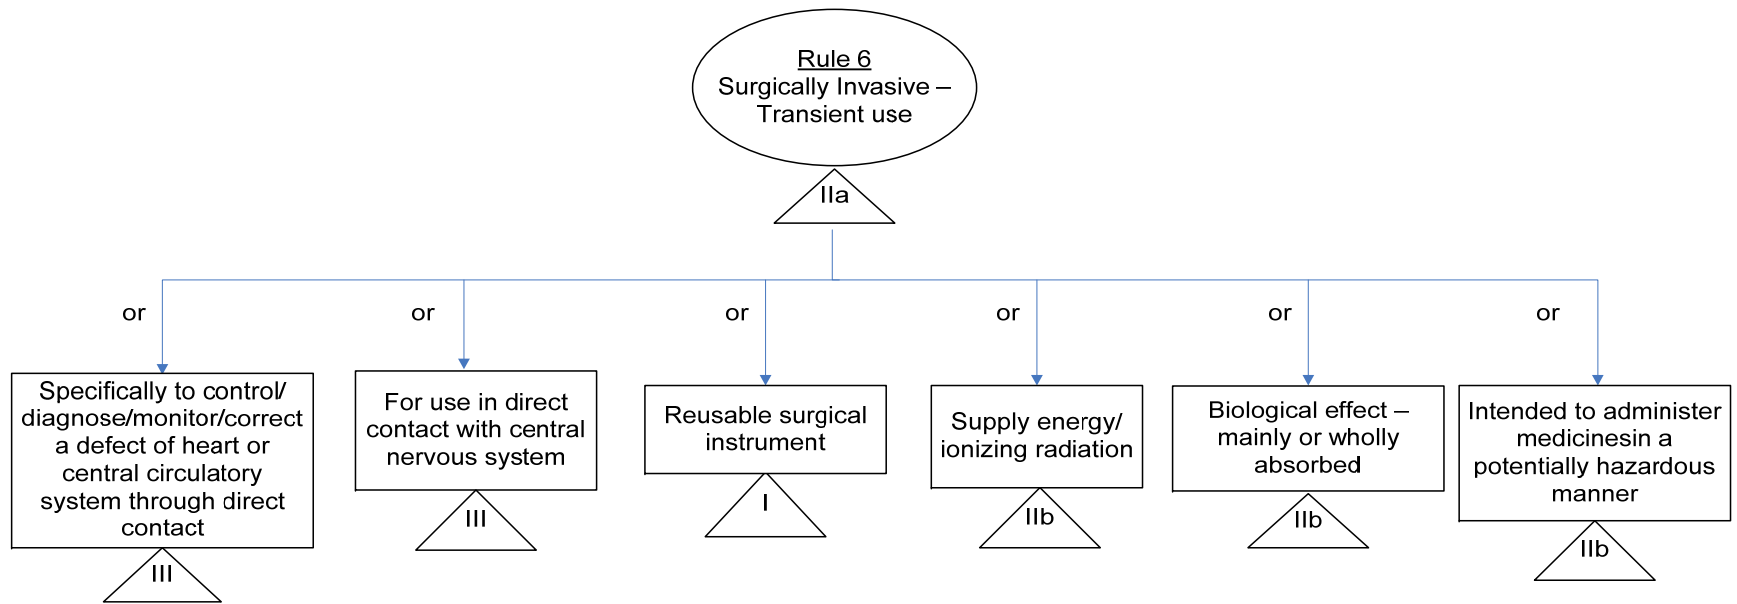 Rule 6
Surgically Invasive –
Transient use
IIa
or
or
or
or
or
or
Specifically to control/
diagnose/monitor/correct
a defect of heart or
central circulatory
system through direct
contact
III
For use in direct
contact with central
nervous system
III
Reusable surgical
instrument
I
Supply energy/
ionizing radiation
IIb
Biological effect –
mainly or wholly
absorbed
IIb
Intended to administer
medicinesin a
potentially hazardous
manner
IIb